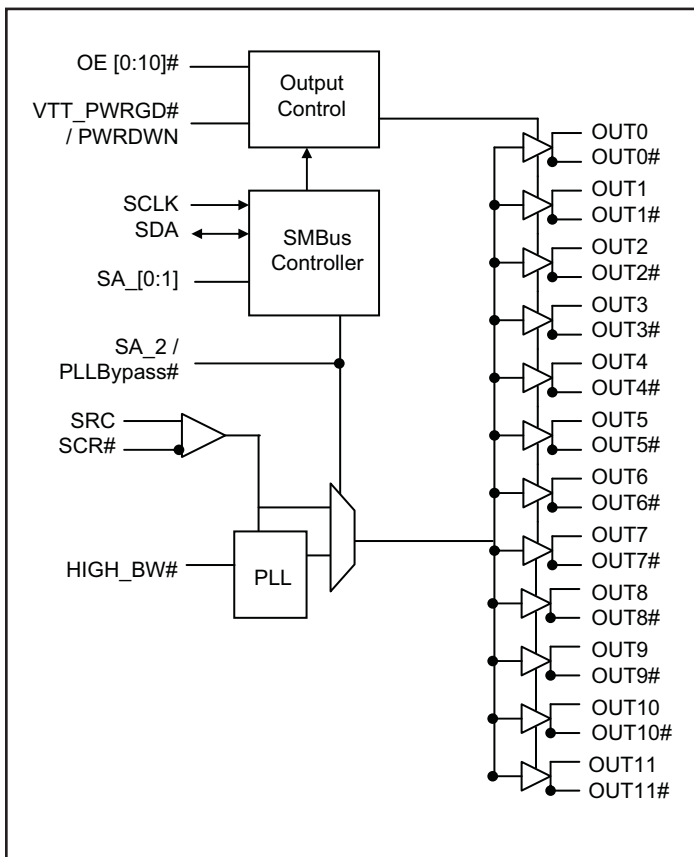 OE [0:10]#
VTT_PWRGD#
/ PWRDWN
Output
Control
SCLK
SDA
SA_[0:1]
SMBus
Controller
SA_2 /
PLLBypass#
SRC
SCR#
HIGH_BW#
PLL
OUT0
OUT0#
OUT1
OUT1#
OUT2
OUT2#
OUT3
OUT3#
OUT4
OUT4#
OUT5
OUT5#
OUT6
OUT6#
OUT7
OUT7#
OUT8
OUT8#
OUT9
OUT9#
OUT10
OUT10#
OUT11
OUT11#